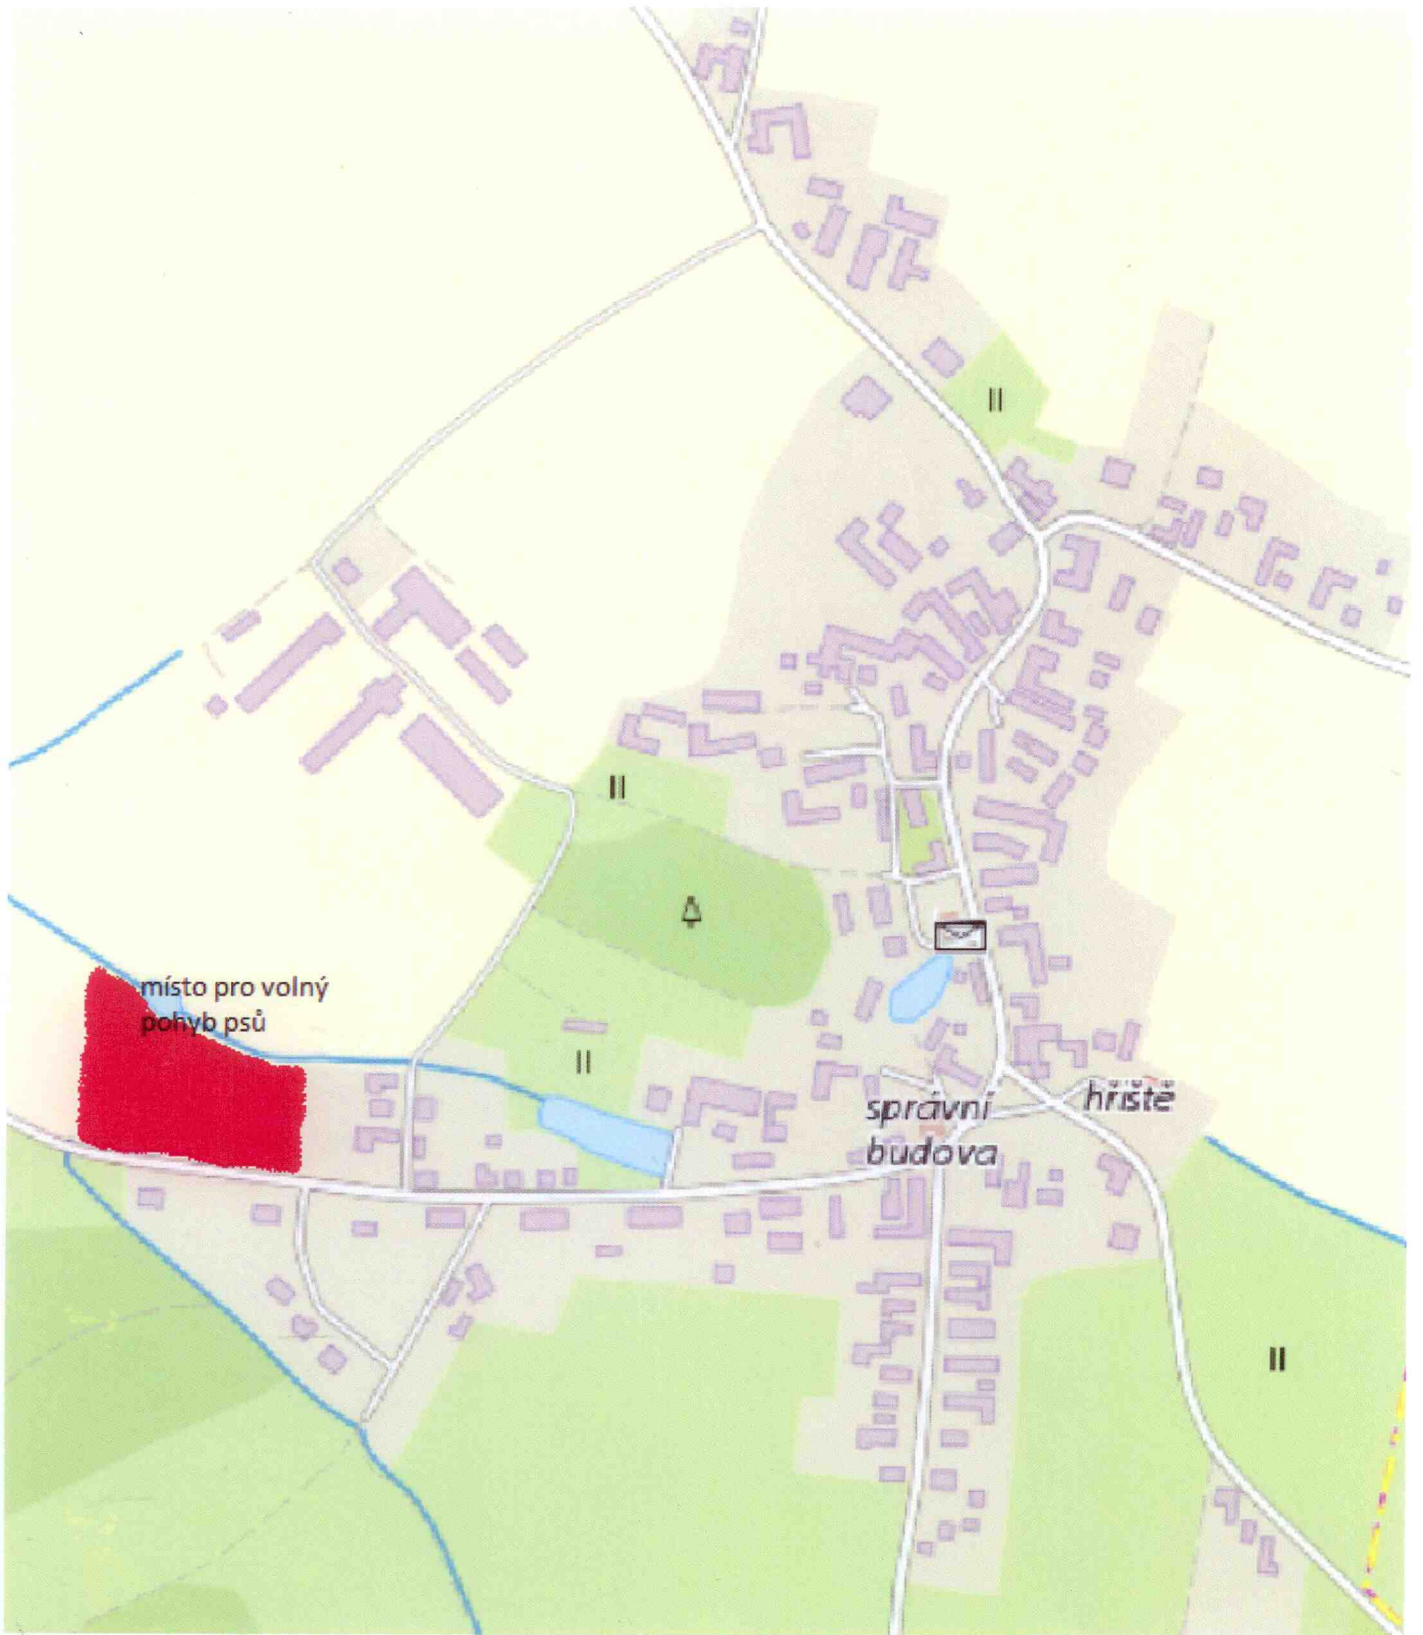 místo pro volný
pohyb psů
správní
budova
hřiště